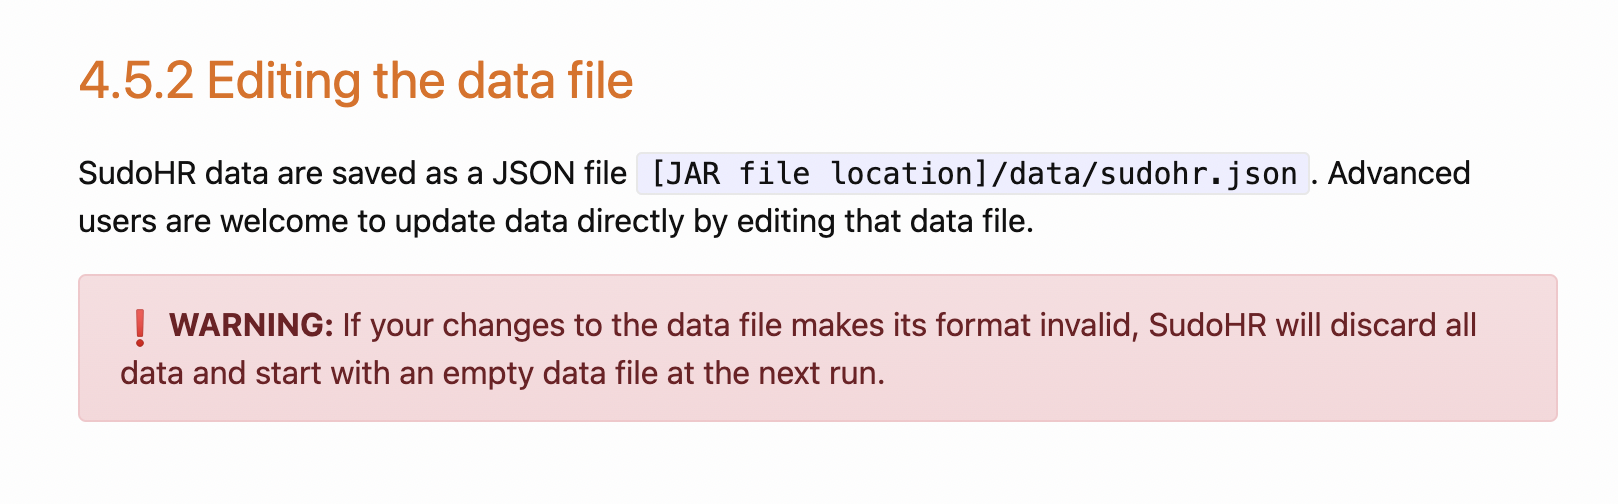 4.5.2 Editing the data file
SudoHR data are saved as a JSON file [JAR file location]/data/sudohr.json. Advanced
users are welcome to update data directly by editing that data file.
❗ WARNING: If your changes to the data file makes its format invalid, SudoHR will discard all
data and start with an empty data file at the next run.